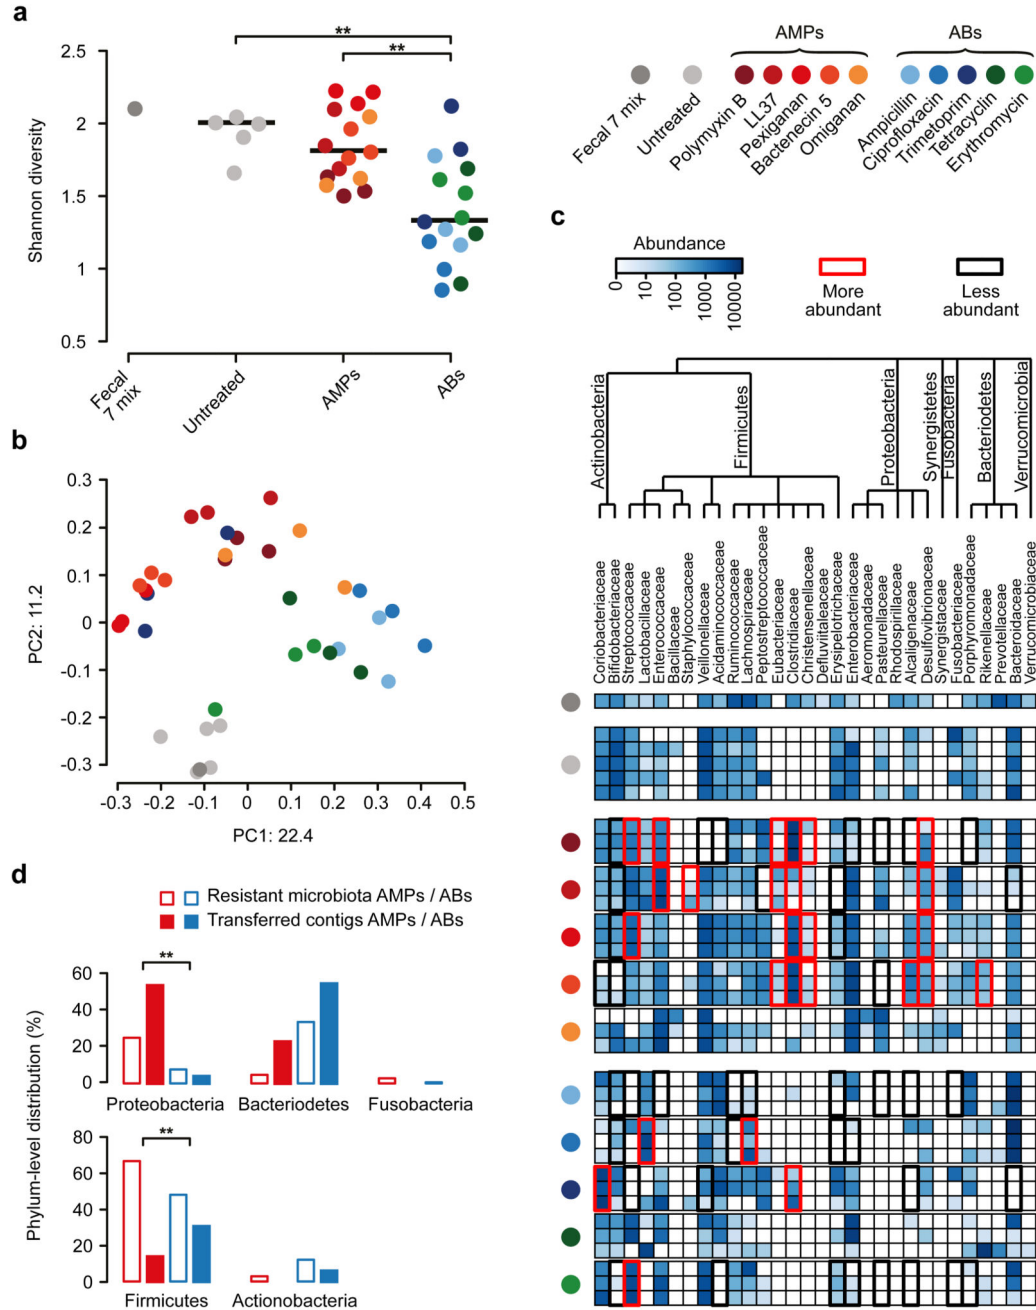 a
**
**
2.5
2
1.5
1
0.5
Shannon diversity
Fecal
7 mix
Untreated
AMPs
ABs
AMPs
ABs
Fecal 7 mix
Untreated
Polymyxin B
LL37
Pexiganan
Bactenecin 5
Omiganan
Ampicillin
Ciprofloxacin
Trimetoprim
Tetracyclin
Erythromycin
b
0.3
0.2
0.1
0
-0.1
-0.2
-0.3
PC2: 11.2
-0.3
-0.2
-0.1
0
0.1
0.2
0.3
0.4
0.5
PC1: 22.4
c
Abundance
0
10
100
1000
10000
More
abundant
Less
abundant
Actinobacteria
Firmicutes
Proteobacteria
Synergistetes
Fusobacteria
Bacteriodetes
Verrucomicrobia
Coriobacteriaceae
Bifidobacteriaceae
Streptococcaceae
Lactobacillaceae
Enterococcaceae
Bacillaceae
Staphylococcaceae
Veillonellaceae
Acidaminococcaceae
Ruminococcaceae
Lachnospiraceae
Peptostreptococcaceae
Eubacteriaceae
Clostridiaceae
Christensenellaceae
Defluviitaleaceae
Erysipelotrichaceae
Enterobacteriaceae
Aeromonadaceae
Pasteurellaceae
Rhodospirillaceae
Alcaligenaceae
Desulfovibrionaceae
Synergistaceae
Fusobacteriaceae
Porphyromonadaceae
Rikenellaceae
Prevotellaceae
Bacteroidaceae
Verrucomicrobiaceae
d
Resistant microbiota AMPs / ABs
Transferred contigs AMPs / ABs
**
60
40
20
0
Proteobacteria
Bacteriodetes
Fusobacteria
Phylum-level distribution (%)
**
80
60
40
20
0
Firmicutes
Actionobacteria